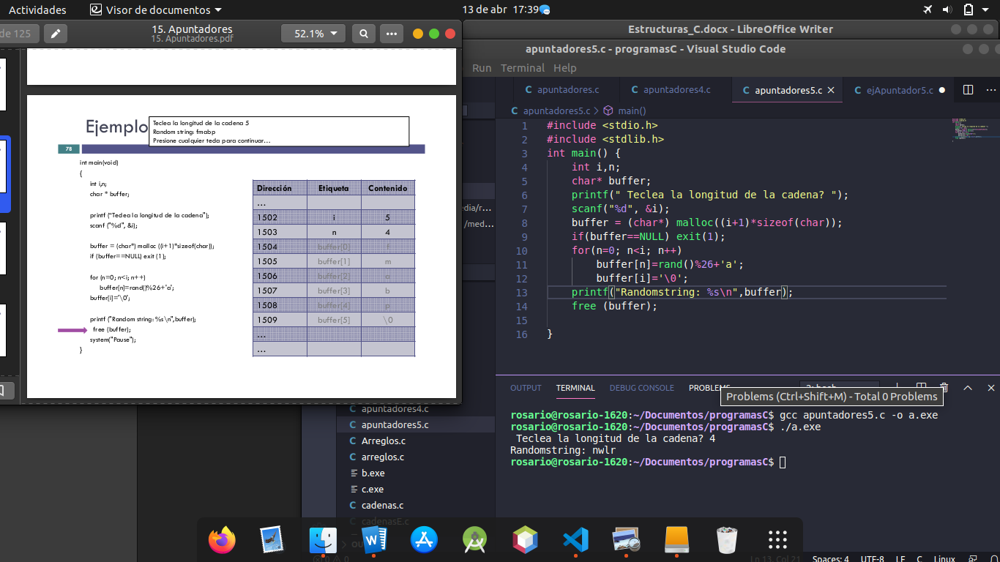 Actividades
Visor de documentos
13 de abr 17:39
de 125
15. Apuntadores
15. Apuntadores.pdf
52.1%
Ejemplo
Teclea la longitud de la cadena 5
Random string: fmabp
Presione cualquier tecla para continuar...
78
int main(void)
{
int i,n;
char * buffer;
printf ("Teclea la longitud de la cadena");
scanf ("%d", &i);
buffer = (char*) malloc ((i+1)*sizeof(char));
if (buffer==NULL) exit (1);
for (n=0; n<i; n++)
buffer[n]=rand()%26+'a';
buffer[i]='\0';
printf ("Random string: %s\n",buffer);
free (buffer);
system("Pause");
}
Dirección Etiqueta Contenido
...
1502 i 5
1503 n 4
1504 buffer[0] f
1505 buffer[1] m
1506 buffer[2] a
1507 buffer[3] b
1508 buffer[4] p
1509 buffer[5] \0
...
...
Estructuras_C.docx - LibreOffice Writer
apuntadores5.c - programasC - Visual Studio Code
Run Terminal Help
C apuntadores.c
C apuntadores4.c
C apuntadores5.c
C ejApuntador5.c
C apuntadores5.c > main()
1 #include <stdio.h>
2 #include <stdlib.h>
3 int main() {
4 int i,n;
5 char* buffer;
6 printf(" Teclea la longitud de la cadena? ");
7 scanf("%d", &i);
8 buffer = (char*) malloc((i+1)*sizeof(char));
9 if(buffer==NULL) exit(1);
10 for(n=0; n<i; n++)
11 buffer[n]=rand()%26+'a';
12 buffer[i]='\0';
13 printf("Randomstring: %s\n",buffer);
14 free (buffer);
15
16 }
edia/r...
/med...
OUTPUT TERMINAL DEBUG CONSOLE PROBLEMS
Problems (Ctrl+Shift+M) - Total 0 Problems
rosario@rosario-1620:~/Documentos/programasC$ gcc apuntadores5.c -o a.exe
rosario@rosario-1620:~/Documentos/programasC$ ./a.exe
Teclea la longitud de la cadena? 4
Randomstring: nwlr
rosario@rosario-1620:~/Documentos/programasC$
apuntadores4.c
C apuntadores5.c
C Arreglos.c
C arreglos.c
b.exe
c.exe
C cadenas.c
C cadenasE.c
> OU
0 0
Ln 13, Col 21 Spaces: 4 UTF-8 LF C Linux